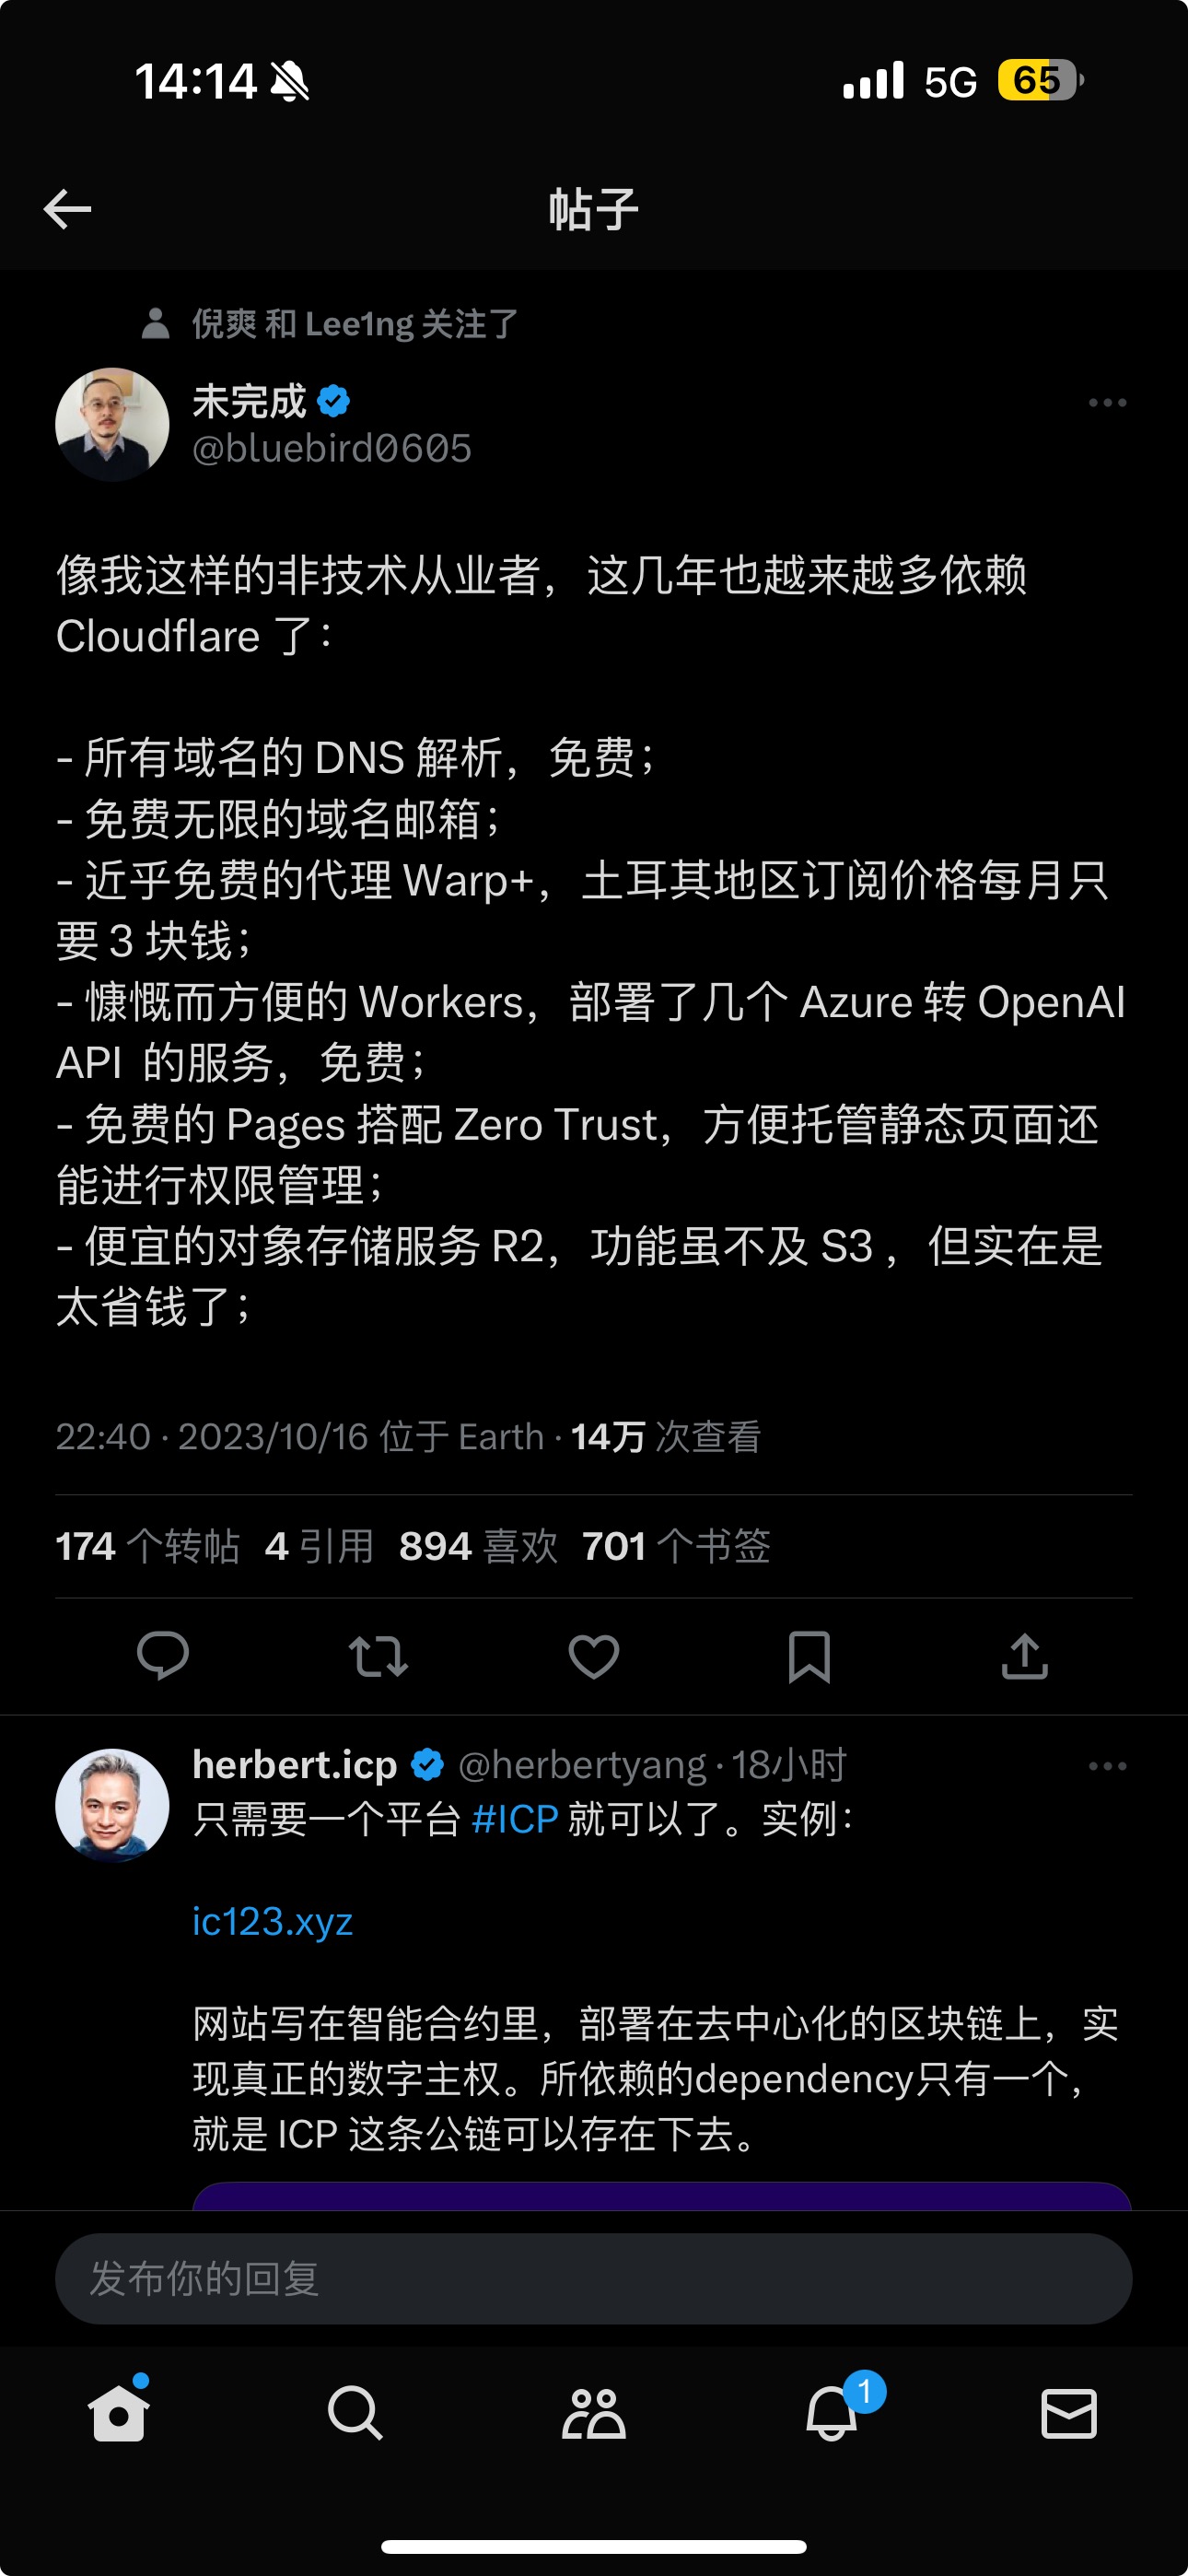 14:14
5G
65
帖子
倪爽 和 Lee1ng 关注了
未完成
@bluebird0605
像我这样的非技术从业者，这几年也越来越多依赖
Cloudflare 了：
- 所有域名的 DNS 解析，免费；
- 免费无限的域名邮箱；
- 近乎免费的代理 Warp+，土耳其地区订阅价格每月只
要 3 块钱；
- 慷慨而方便的 Workers，部署了几个 Azure 转 OpenAI
API 的服务，免费；
- 免费的 Pages 搭配 Zero Trust，方便托管静态页面还
能进行权限管理；
- 便宜的对象存储服务 R2，功能虽不及 S3 ，但实在是
太省钱了；
22:40 · 2023/10/16 位于 Earth · 14万 次查看
174 个转帖 4 引用 894 喜欢 701 个书签
herbert.icp @herbertyang · 18小时
只需要一个平台 #ICP 就可以了。实例：
ic123.xyz
网站写在智能合约里，部署在去中心化的区块链上，实
现真正的数字主权。所依赖的dependency只有一个，
就是 ICP 这条公链可以存在下去。
发布你的回复
1